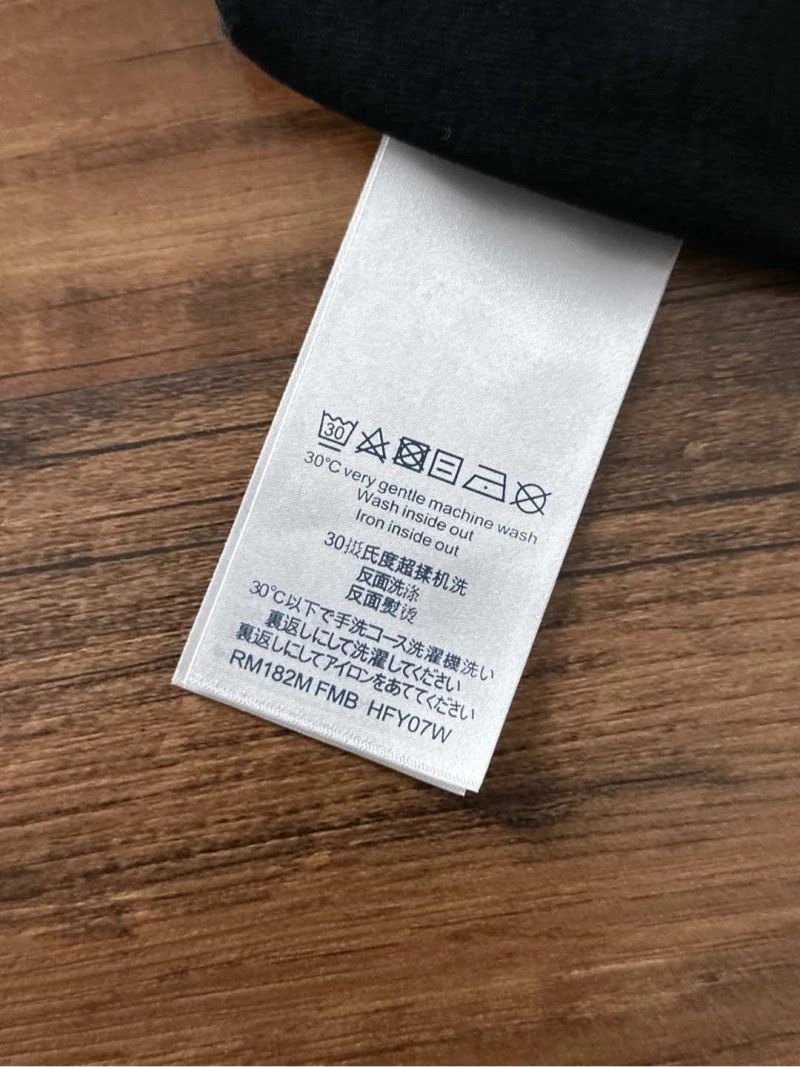 30
30°C very gentle machine wash
Wash inside out
Iron inside out
30摄氏度超揉机洗
反面洗涤
反面熨烫
30°C以下で手洗コース洗濯機洗い
裏返しにして洗濯してください
裏返しにしてアイロンをあててください
RM182M FMB HFY07W